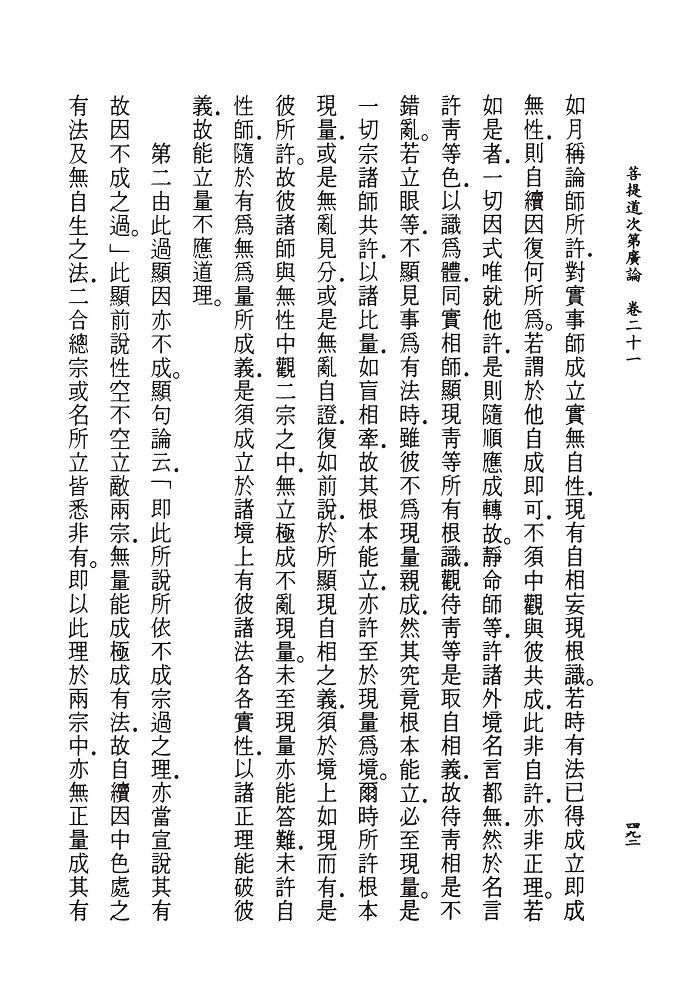 菩提道次第廣論　卷二十一
四九二
如月稱論師所許．對實事師成立實無自性．現有自相妄現根識。若時有法已得成立即成
無性．則自續因復何所為。若謂於他自成即可．不須中觀與彼共成．此非自許．亦非正理。若
如是者．一切因式唯就他許．是則隨順應成轉故。靜命師等．許諸外境名言都無．然於名言
許青等色．以識為體．同實相師．顯現青等所有根識．觀待青等是取自相義．故待青相是不
錯亂。若立眼等．不顯見事為有法時．雖彼不為現量親成．然其究竟根本能立．必至現量。是
一切宗諸師共許．以諸比量．如盲相牽．故其根本能立．亦許至於現量為境。爾時所許根本
現量．或是無亂見分．或是無亂自證．復如前說．於所顯現自相之義．須於境上如現而有．是
彼所許。故彼諸師與無性中觀二宗之中．無立極成不亂現量。未至現量亦能答難．未許自
性師．隨於有為無為量所成義．是須成立於諸境上有彼諸法各各實性．以諸正理能破彼
義．故能立量不應道理。
第二由此過顯因亦不成。顯句論云．「即此所說所依不成宗過之理．亦當宣說其有
故因不成之過。」此顯前說性空不空立敵兩宗．無量能成極成有法．故自續因中色處之
有法及無自生之法．二合總宗或名所立皆悉非有。即以此理於兩宗中．亦無正量成其有